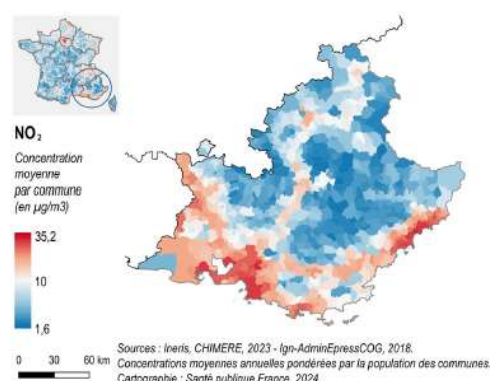 NO₂
Concentration
moyenne
par commune
(en µg/m3)
35,2
10
1,6
0 30 60 km
Sources : Ineris, CHIMERE, 2023 - Ign-AdminEpressCOG, 2018.
Concentrations moyennes annuelles pondérées par la population des communes.
Cartographie : Santé publique France, 2024